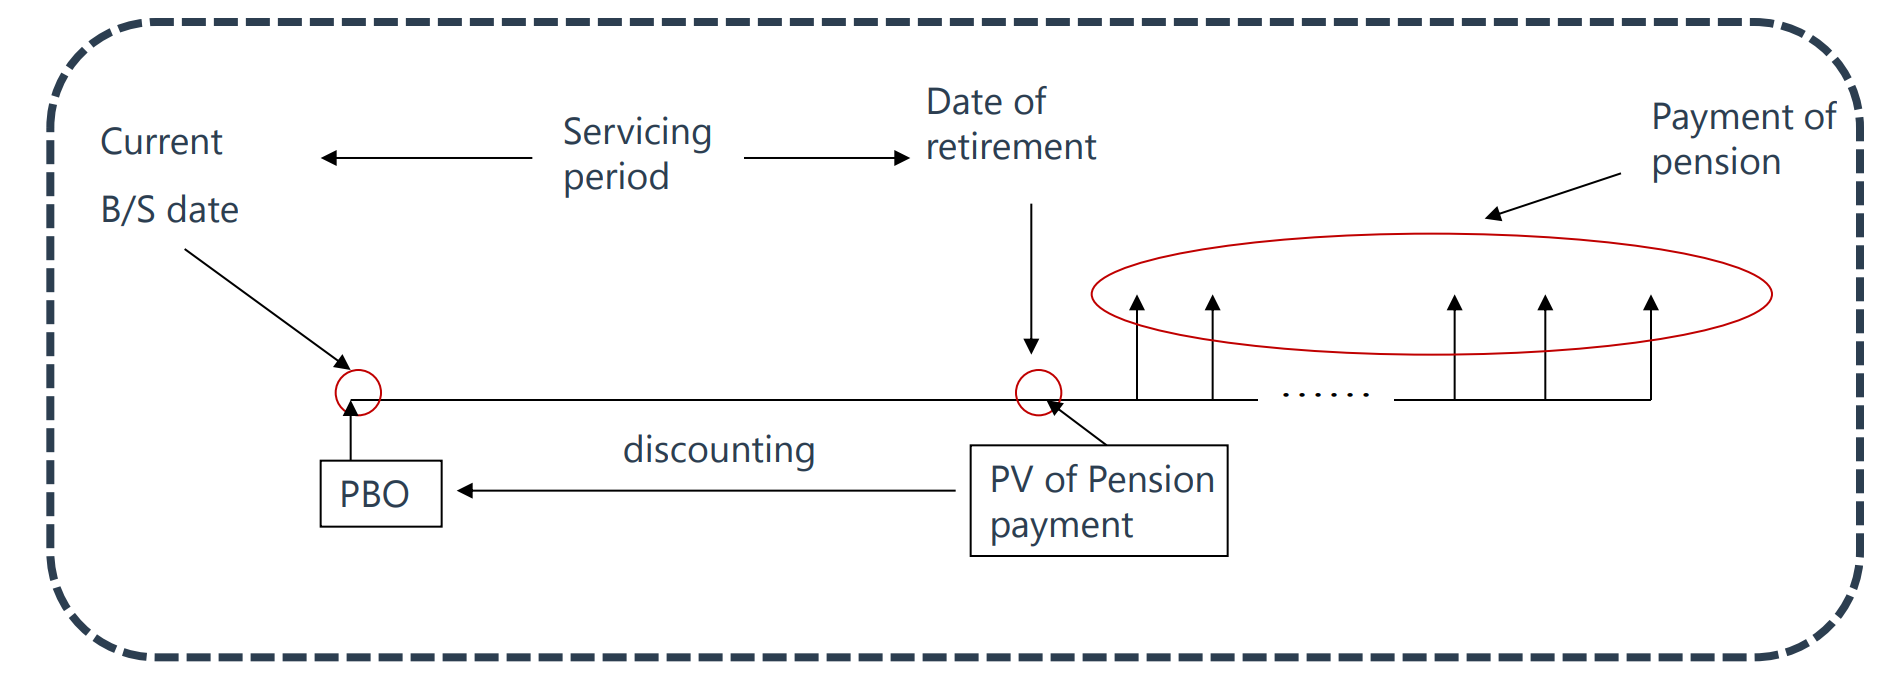 Current
B/S date
Servicing
period
Date of
retirement
Payment of
pension
......
discounting
PBO
PV of Pension
payment